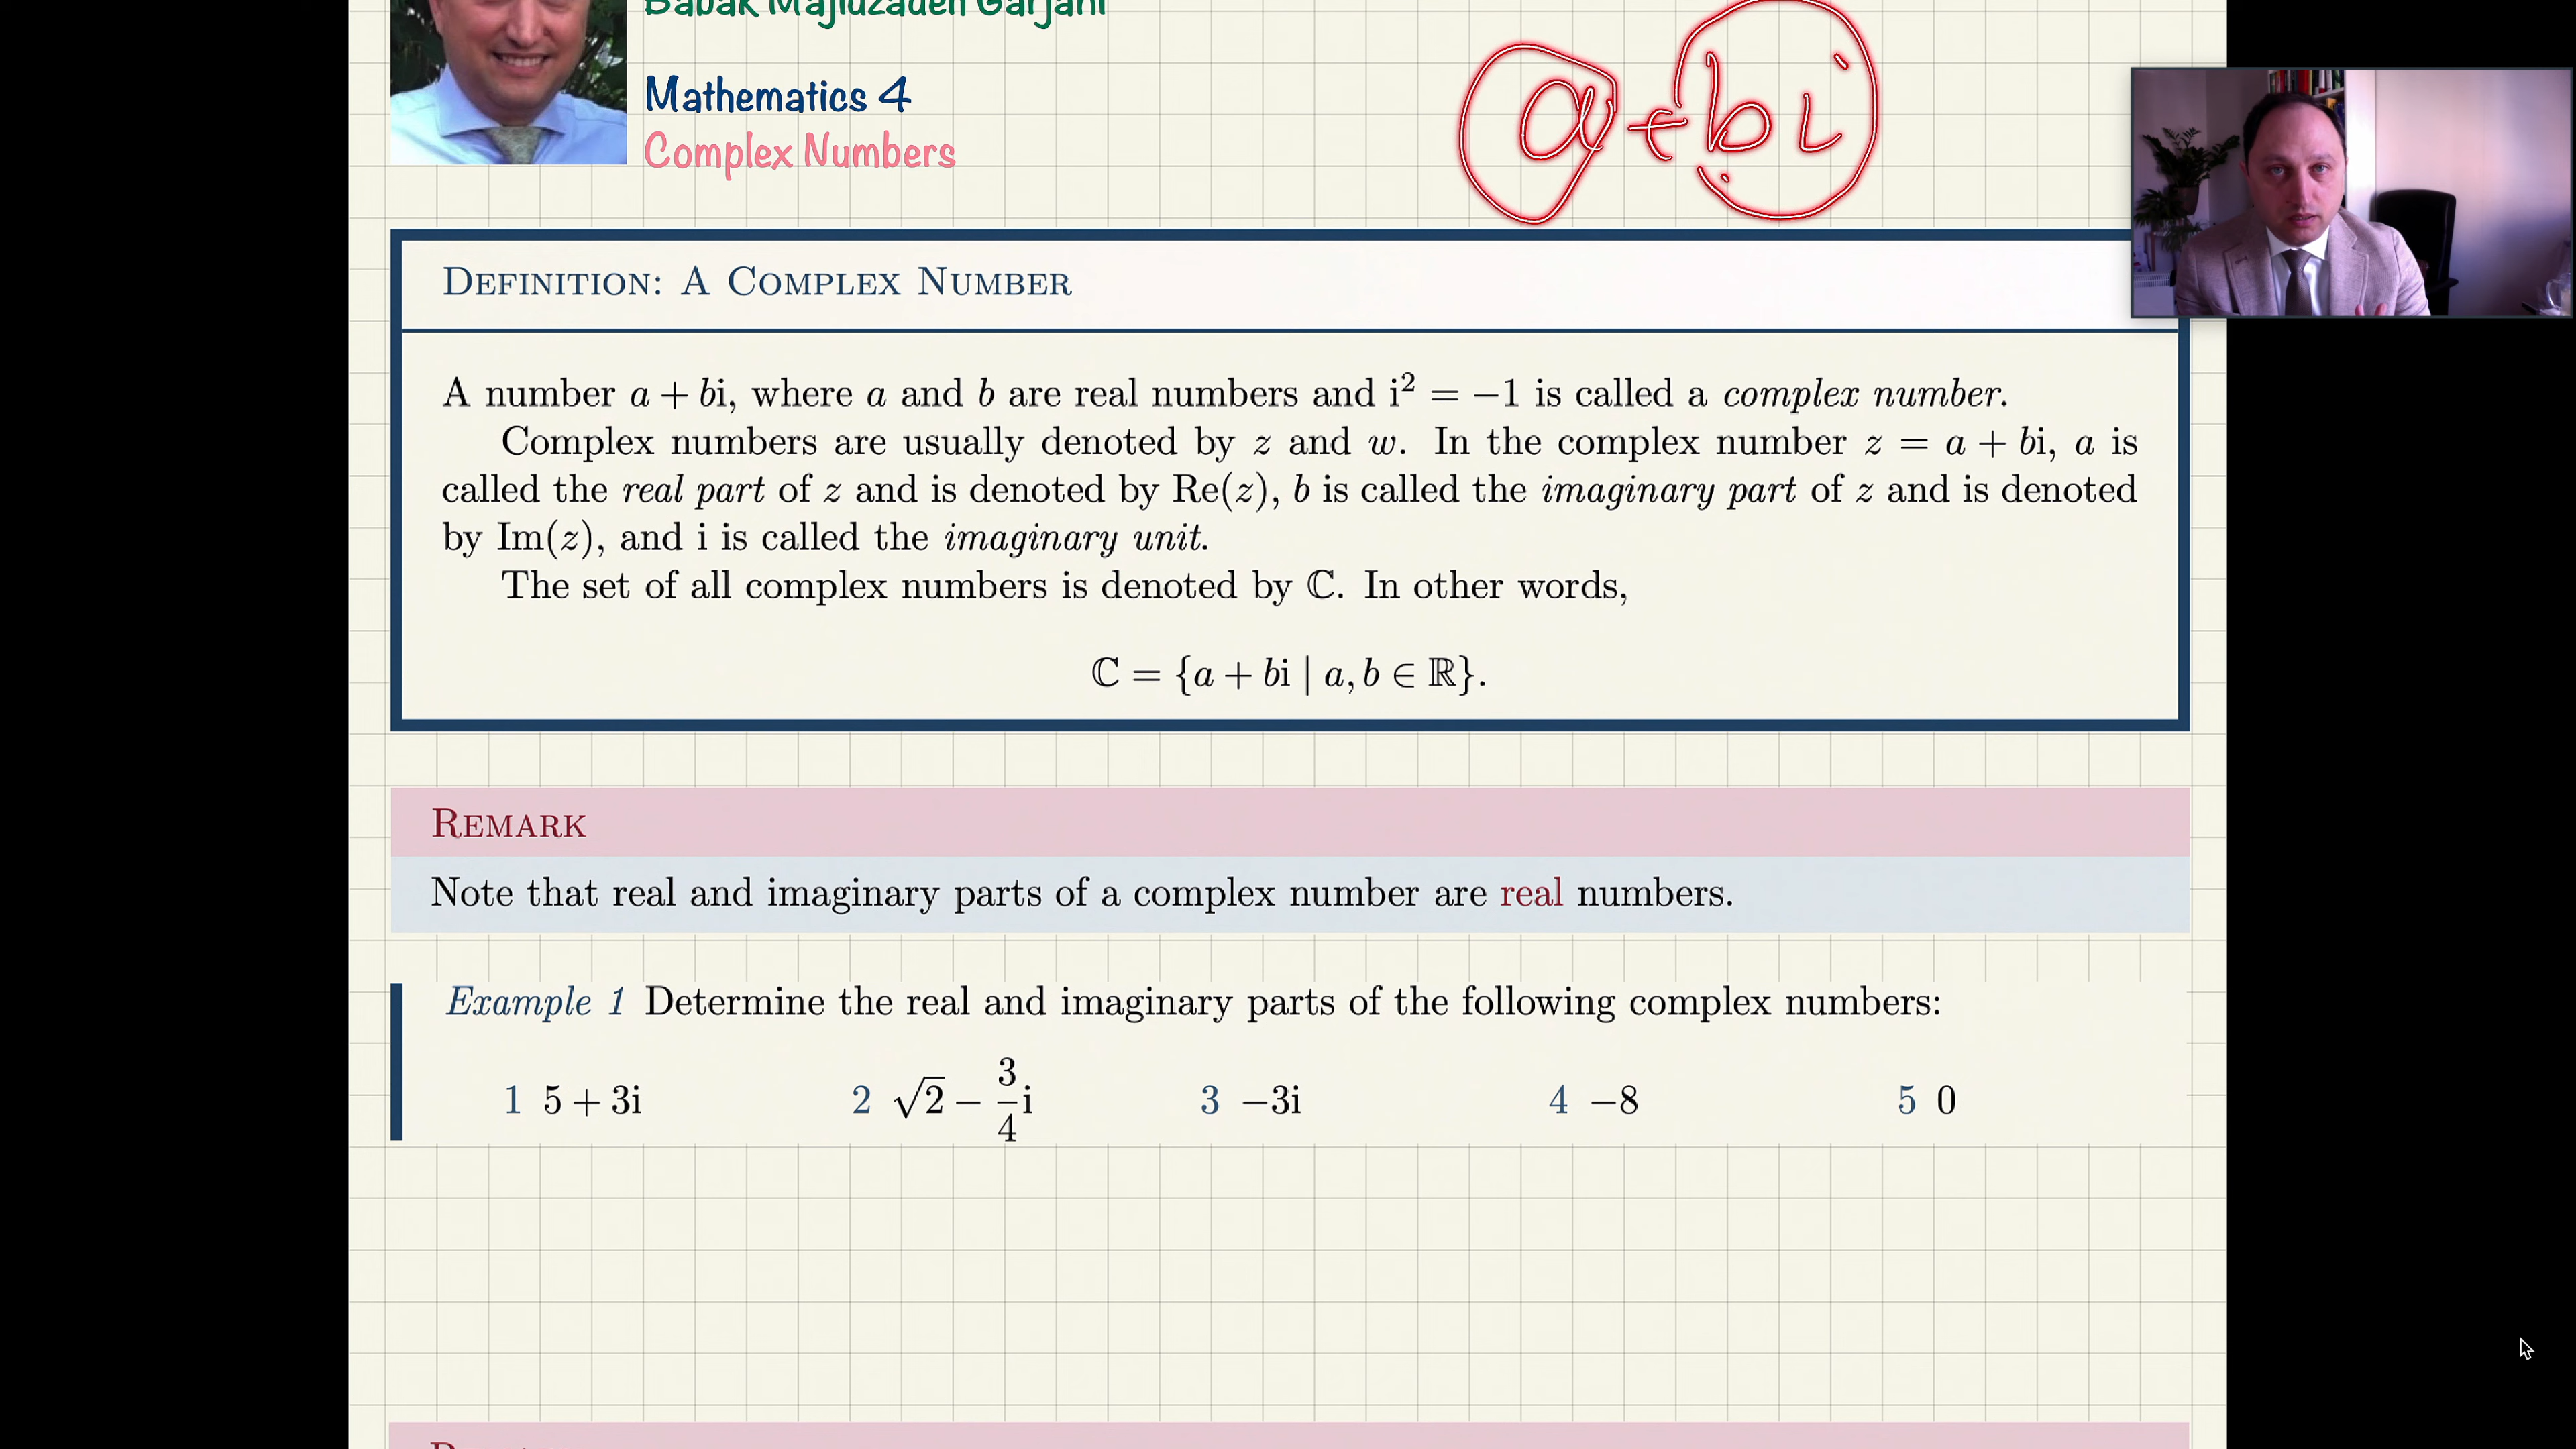 Babak Majidzadeh Garjani
Mathematics 4
Complex Numbers
a + bi
DEFINITION: A COMPLEX NUMBER
A number a + bi, where a and b are real numbers and i² = −1 is called a complex number.
Complex numbers are usually denoted by z and w. In the complex number z = a + bi, a is
called the real part of z and is denoted by Re(z), b is called the imaginary part of z and is denoted
by Im(z), and i is called the imaginary unit.
The set of all complex numbers is denoted by ℂ. In other words,
ℂ = {a + bi | a, b ∈ ℝ}.
REMARK
Note that real and imaginary parts of a complex number are real numbers.
Example 1 Determine the real and imaginary parts of the following complex numbers:
1 5 + 3i 2 √2 − 3/4 i 3 −3i 4 −8 5 0